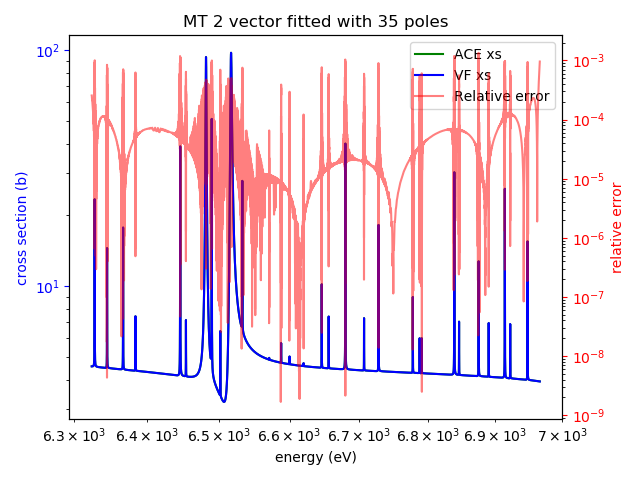 MT 2 vector fitted with 35 poles
ACE xs
VF xs
Relative error
cross section (b)
10²
10¹
relative error
10⁻³
10⁻⁴
10⁻⁵
10⁻⁶
10⁻⁷
10⁻⁸
10⁻⁹
6.3 × 10³ 6.4 × 10³ 6.5 × 10³ 6.6 × 10³ 6.7 × 10³ 6.8 × 10³ 6.9 × 10³ 7 × 10³
energy (eV)